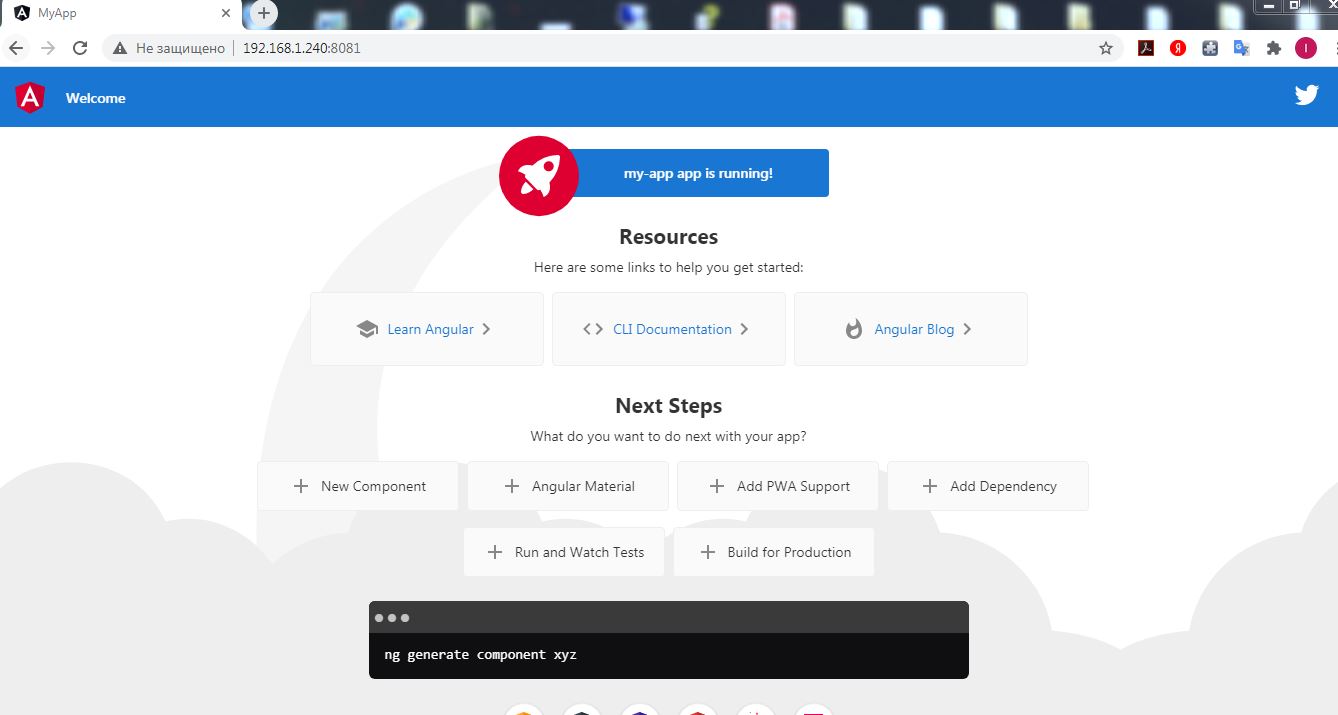 MyApp
Не защищено 192.168.1.240:8081
Welcome
my-app app is running!
Resources
Here are some links to help you get started:
Learn Angular
CLI Documentation
Angular Blog
Next Steps
What do you want to do next with your app?
New Component
Angular Material
Add PWA Support
Add Dependency
Run and Watch Tests
Build for Production
ng generate component xyz